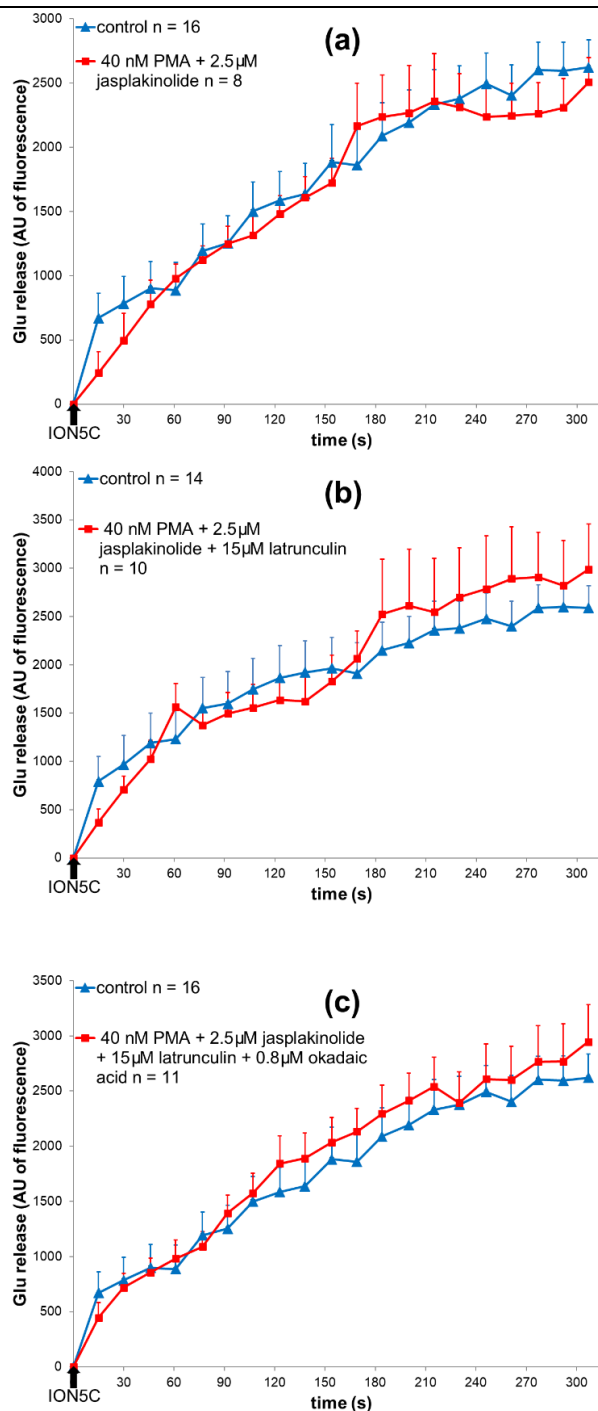 (a)
control n = 16
40 nM PMA + 2.5µM
jasplakinolide n = 8
Glu release (AU of fluorescence)
3000
2500
2000
1500
1000
500
0
0 30 60 90 120 150 180 210 240 270 300
ION5C
time (s)
(b)
control n = 14
40 nM PMA + 2.5µM
jasplakinolide + 15µM latrunculin
n = 10
Glu release (AU of fluorescence)
4000
3500
3000
2500
2000
1500
1000
500
0
0 30 60 90 120 150 180 210 240 270 300
ION5C
time (s)
(c)
control n = 16
40 nM PMA + 2.5µM jasplakinolide
+ 15µM latrunculin + 0.8µM okadaic
acid n = 11
Glu release (AU of fluorescence)
3500
3000
2500
2000
1500
1000
500
0
0 30 60 90 120 150 180 210 240 270 300
ION5C
time (s)